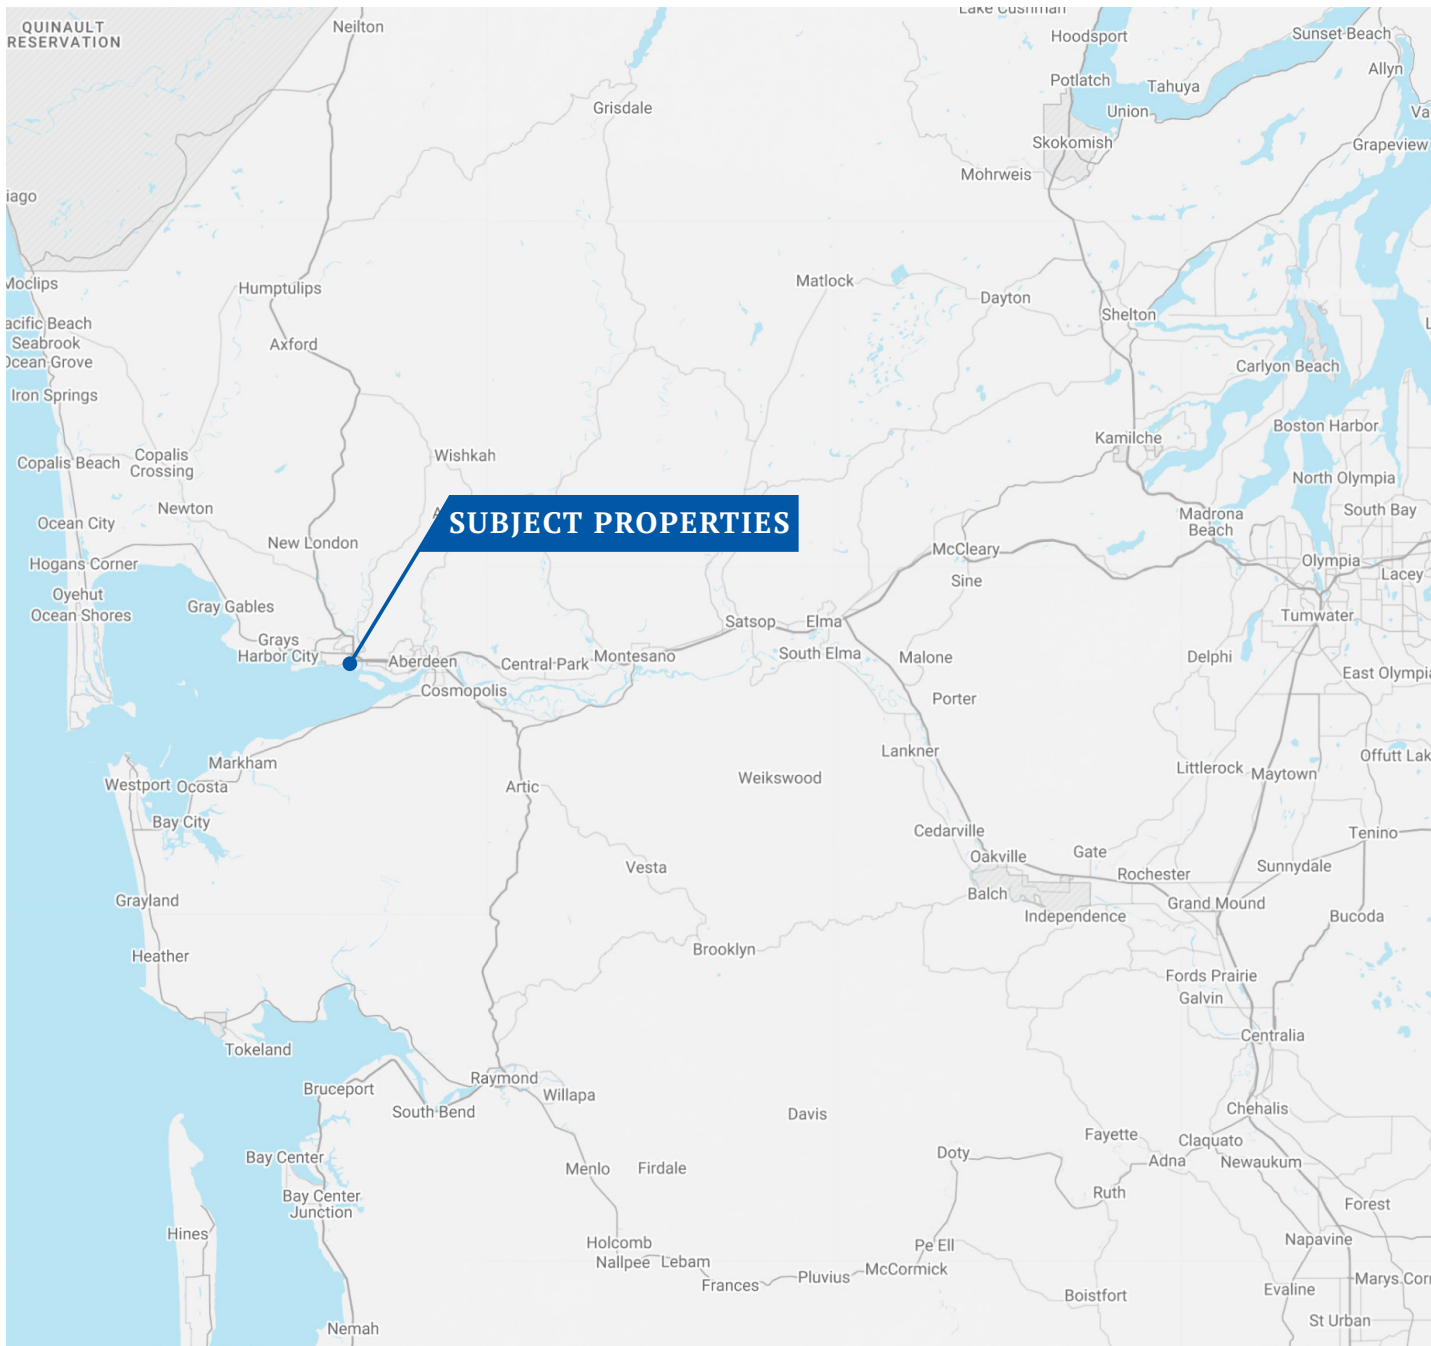 Lake Cushman
QUINAULT
RESERVATION
Neilton
Hoodsport
Sunset Beach
Allyn
Potlatch
Tahuya
Grisdale
Union
Va
Skokomish
Grapeview
Mohrweis
iago
Moclips
Humptulips
Matlock
Dayton
Shelton
acific Beach
Seabrook
Axford
Ocean Grove
Carlyon Beach
Iron Springs
Boston Harbor
Kamilche
Copalis Beach
Copalis
Crossing
Wishkah
North Olympia
Newton
SUBJECT PROPERTIES
South Bay
Madrona
Beach
Ocean City
New London
McCleary
Hogans Corner
Olympia
Lacey
Sine
Oyehut
Gray Gables
Ocean Shores
Satsop
Elma
Tumwater
Grays
Harbor City
Aberdeen
Central Park
Montesano
South Elma
Malone
Delphi
East Olympia
Cosmopolis
Porter
Lankner
Offutt Lak
Markham
Littlerock
Maytown
Weikswood
Westport
Ocosta
Artic
Bay City
Cedarville
Tenino
Oakville
Gate
Vesta
Rochester
Sunnydale
Balch
Grayland
Grand Mound
Independence
Bucoda
Heather
Brooklyn
Fords Prairie
Galvin
Centralia
Tokeland
Raymond
Bruceport
Willapa
South Bend
Davis
Chehalis
Fayette
Claquato
Bay Center
Doty
Adna
Newaukum
Menlo
Firdale
Bay Center
Junction
Ruth
Forest
Hines
Holcomb
Pe Ell
Napavine
Nallpee
Lebam
McCormick
Frances
Pluvius
Marys Corn
Boistfort
Evaline
St Urban
Nemah